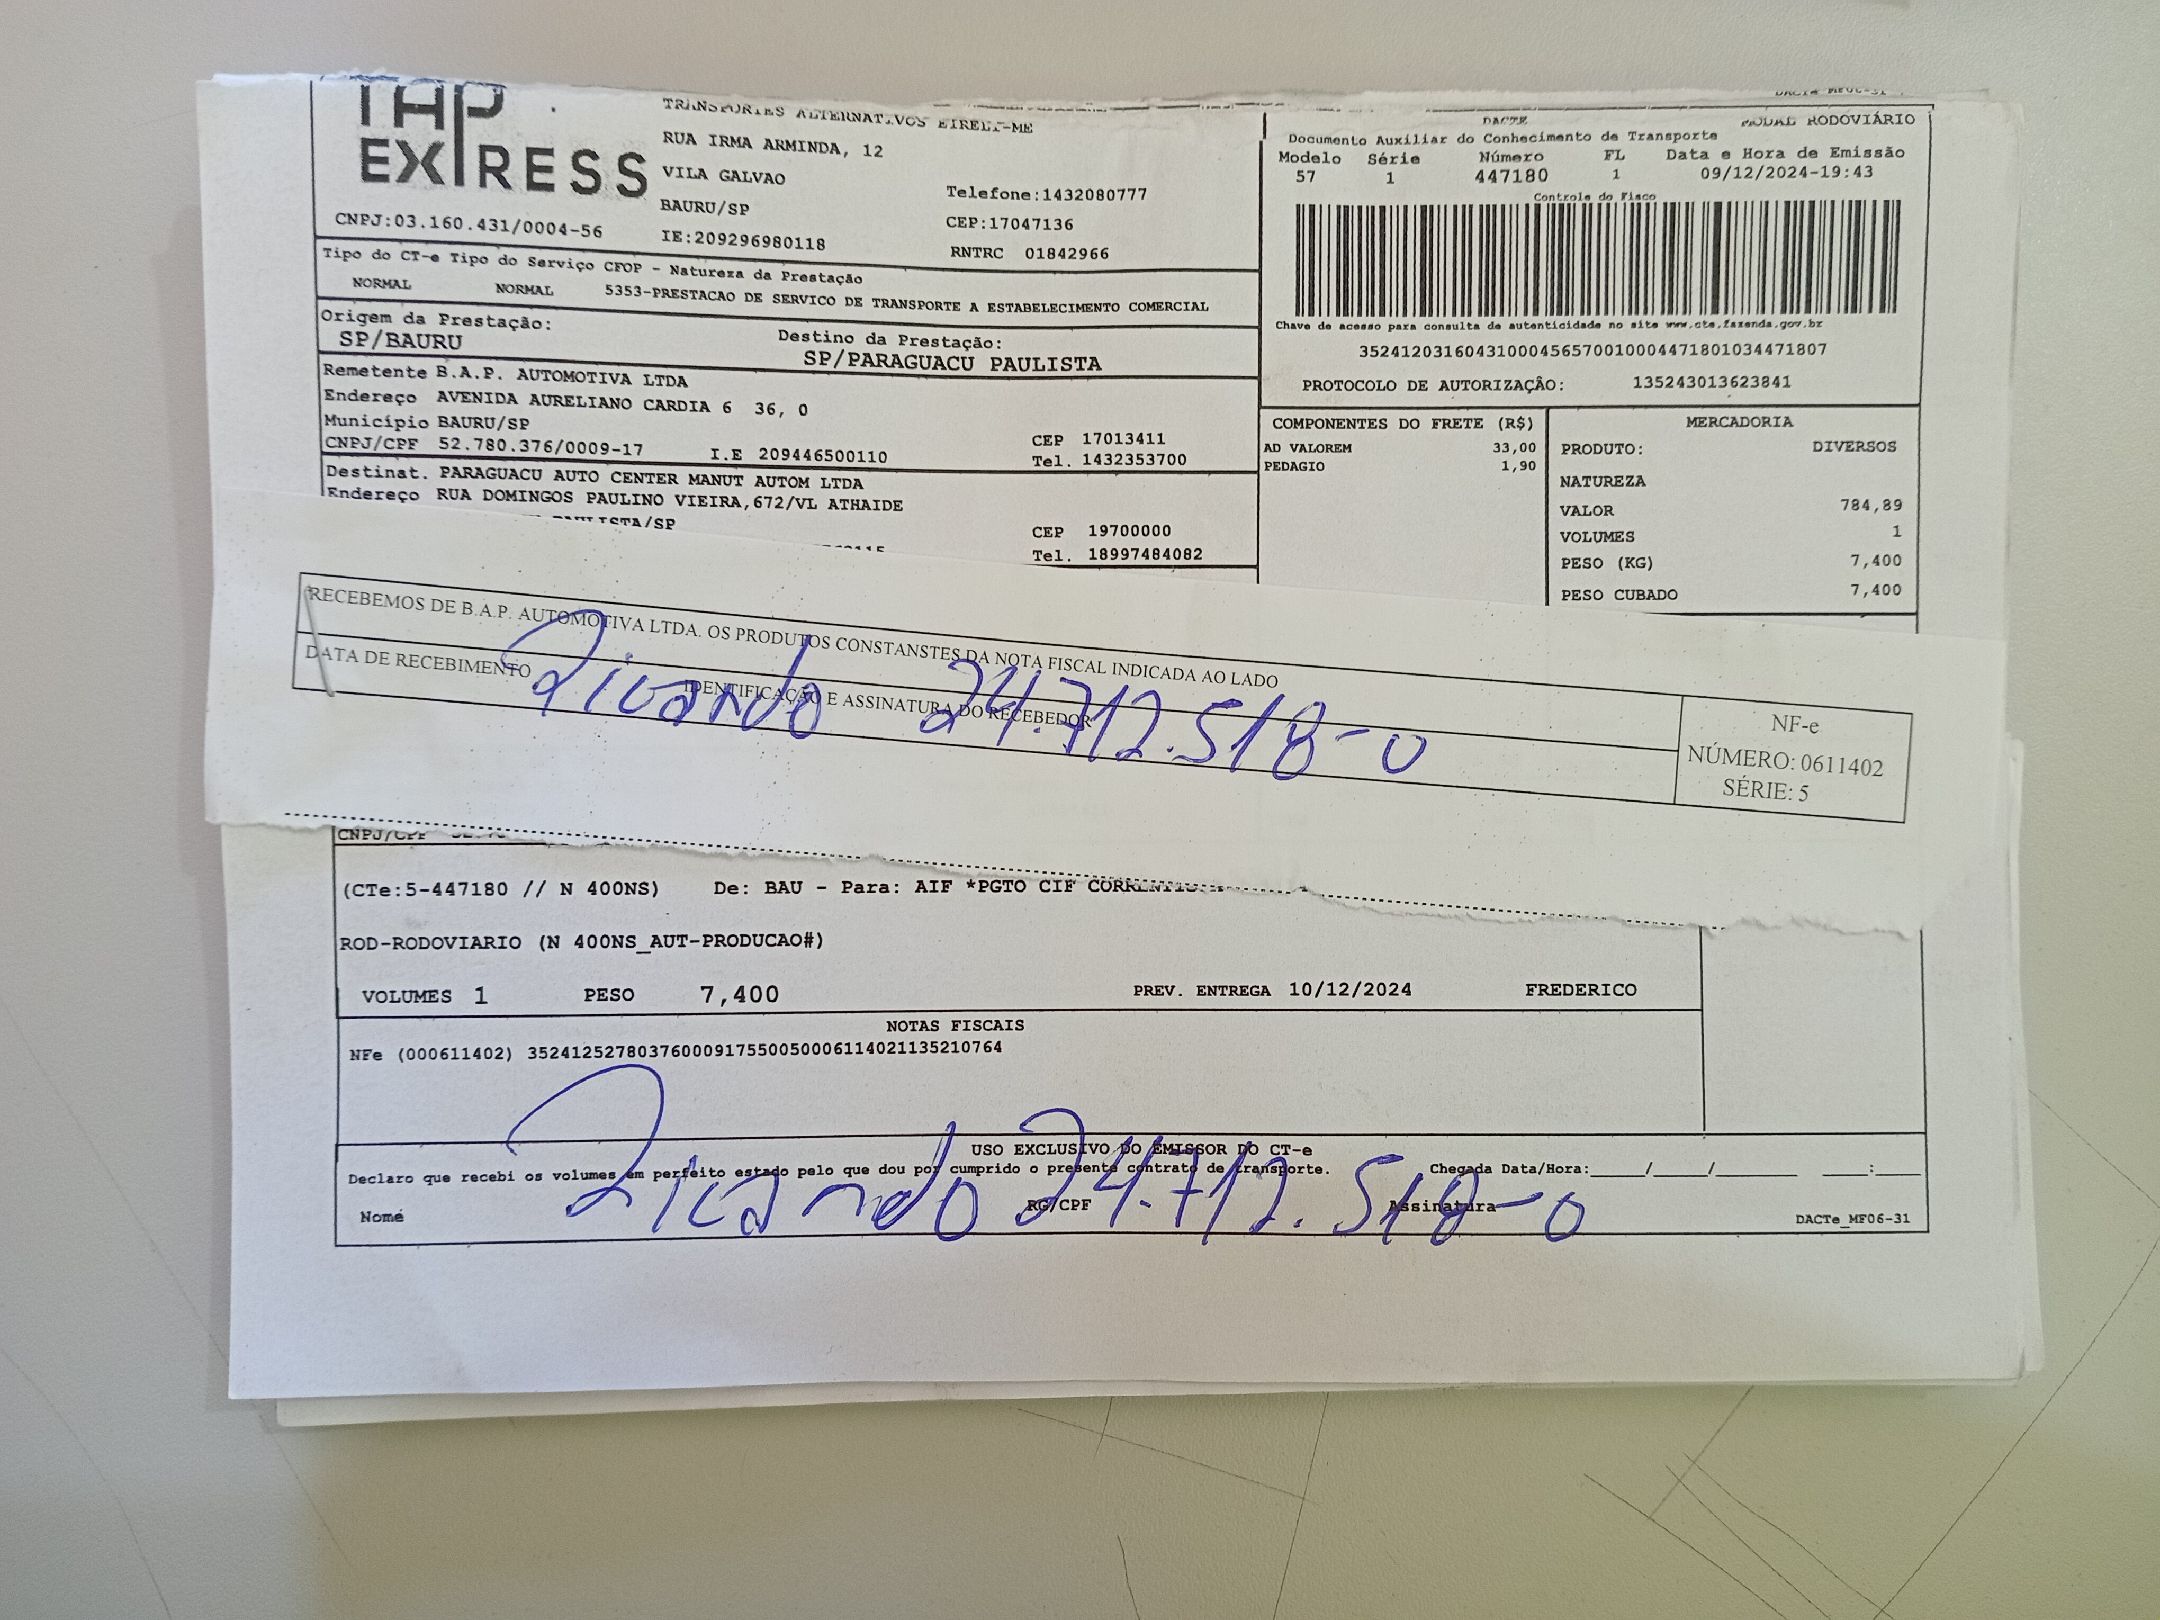 TAP
EXPRESS
TRANSPORTES ALTERNATIVOS EIRELI-ME
RUA IRMA ARMINDA, 12
VILA GALVAO
BAURU/SP
IE:209296980118
Telefone:1432080777
CEP:17047136
RNTRC 01842966
CNPJ:03.160.431/0004-56
DACTE MODAL RODOVIÁRIO
Documento Auxiliar do Conhecimento de Transporte
Modelo Série Número FL Data e Hora de Emissão
57 1 447180 1 09/12/2024-19:43
Controle do Fisco
Chave de acesso para consulta de autenticidade no site www.cte.fazenda.gov.br
35241203160431000456570010004471801034471807
PROTOCOLO DE AUTORIZAÇÂO: 135243013623841
Tipo do CT-e Tipo do Serviço CFOP - Natureza da Prestação
NORMAL NORMAL 5353-PRESTACAO DE SERVICO DE TRANSPORTE A ESTABELECIMENTO COMERCIAL
Origem da Prestação: Destino da Prestação:
SP/BAURU SP/PARAGUACU PAULISTA
Remetente B.A.P. AUTOMOTIVA LTDA
Endereço AVENIDA AURELIANO CARDIA 6 36, 0
Município BAURU/SP CEP 17013411
CNPJ/CPF 52.780.376/0009-17 I.E 209446500110 Tel. 1432353700
Destinat. PARAGUACU AUTO CENTER MANUT AUTOM LTDA
Endereço RUA DOMINGOS PAULINO VIEIRA,672/VL ATHAIDE
CEP 19700000
Tel. 18997484082
COMPONENTES DO FRETE (R$)
AD VALOREM 33,00
PEDAGIO 1,90
MERCADORIA
PRODUTO: DIVERSOS
NATUREZA
VALOR 784,89
VOLUMES 1
PESO (KG) 7,400
PESO CUBADO 7,400
RECEBEMOS DE B.A.P. AUTOMOTIVA LTDA. OS PRODUTOS CONSTANSTES DA NOTA FISCAL INDICADA AO LADO
DATA DE RECEBIMENTO IDENTIFICAÇAO E ASSINATURA DO RECEBEDOR
Ricardo 24.712.518-0
NF-e
NÚMERO: 0611402
SÉRIE: 5
CNPJ/CPF
(CTe:5-447180 // N 400NS) De: BAU - Para: AIF *PGTO CIF
ROD-RODOVIARIO (N 400NS_AUT-PRODUCAO#)
VOLUMES 1 PESO 7,400 PREV. ENTREGA 10/12/2024 FREDERICO
NOTAS FISCAIS
NFe (000611402) 35241252780376000917550050006114021135210764
USO EXCLUSIVO DO EMISSOR DO CT-e
Declaro que recebi os volumes em perfeito estado pelo que dou por cumprido o presente contrato de transporte. Chegada Data/Hora:____/____/______ ____:____
Nome RG/CPF Assinatura
Ricardo 24.712.518-0
DACTe_MF06-31